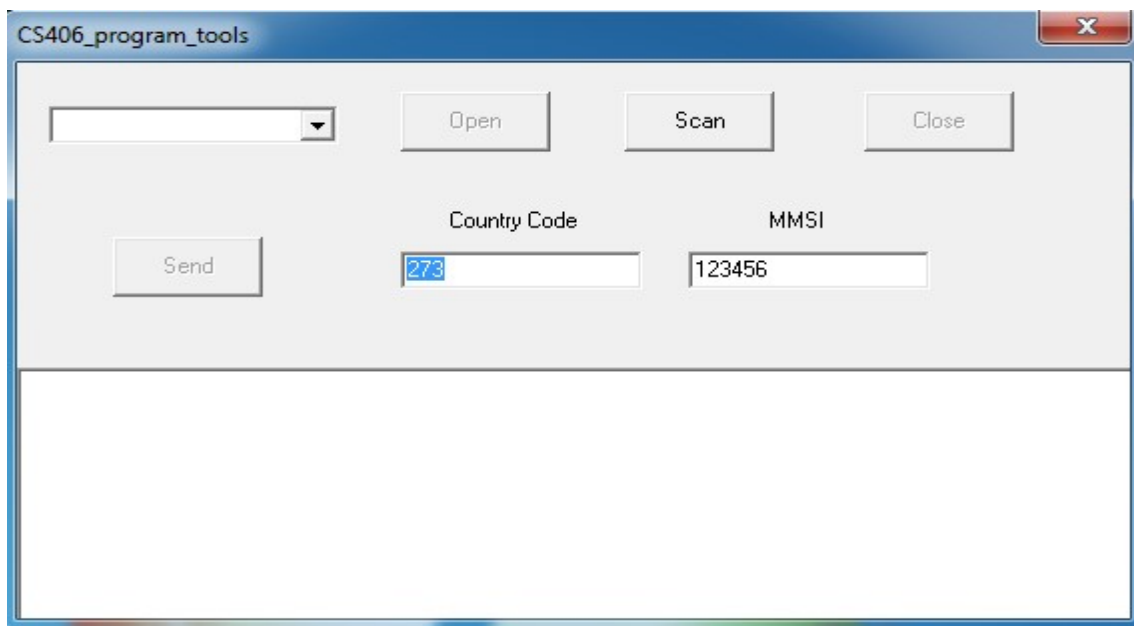 CS406_program_tools
Open Scan Close
Country Code MMSI
Send 273 123456